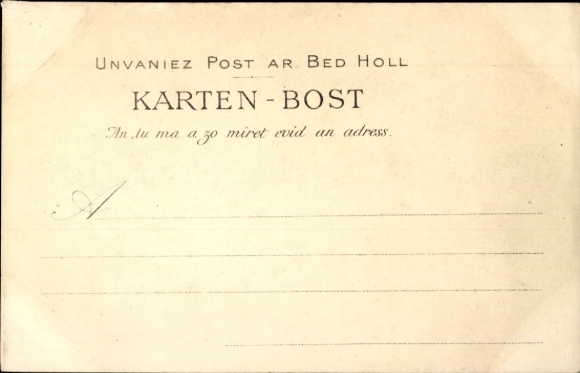 UNVANIEZ POST AR BED HOLL
KARTEN-BOST
An tu ma a zo miret evid an adress.
A